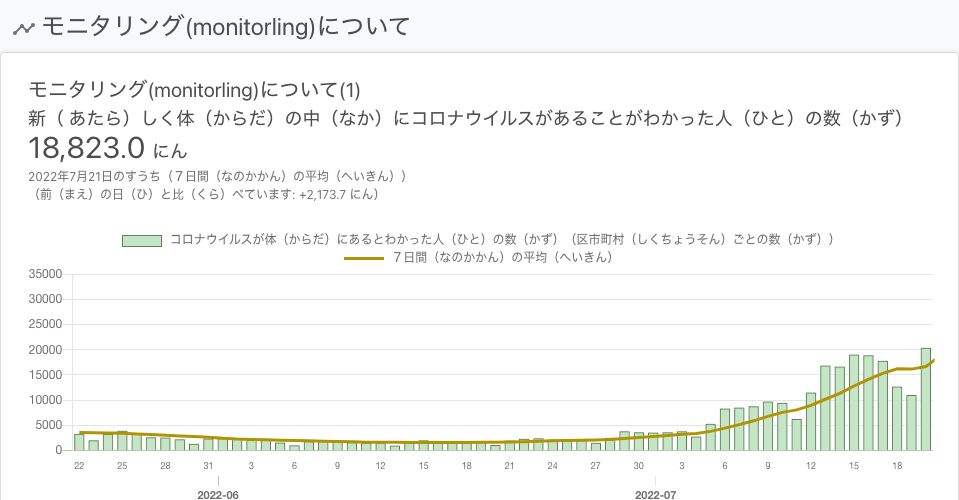 モニタリング(monitorling)について
モニタリング(monitorling)について(1)
新（ あたら）しく体（からだ）の中（なか）にコロナウイルスがあることがわかった人（ひと）の数（かず）
18,823.0 にん
2022年7月21日のすうち（７日間（なのかかん）の平均（へいきん））
（前（まえ）の日（ひ）と比（くら）べています: +2,173.7 にん）
コロナウイルスが体（からだ）にあるとわかった人（ひと）の数（かず）（区市町村（しくちょうそん）ごとの数（かず））
７日間（なのかかん）の平均（へいきん）
35000
30000
25000
20000
15000
10000
5000
0
22 25 28 31 3 6 9 12 15 18 21 24 27 30 3 6 9 12 15 18
2022-06 2022-07